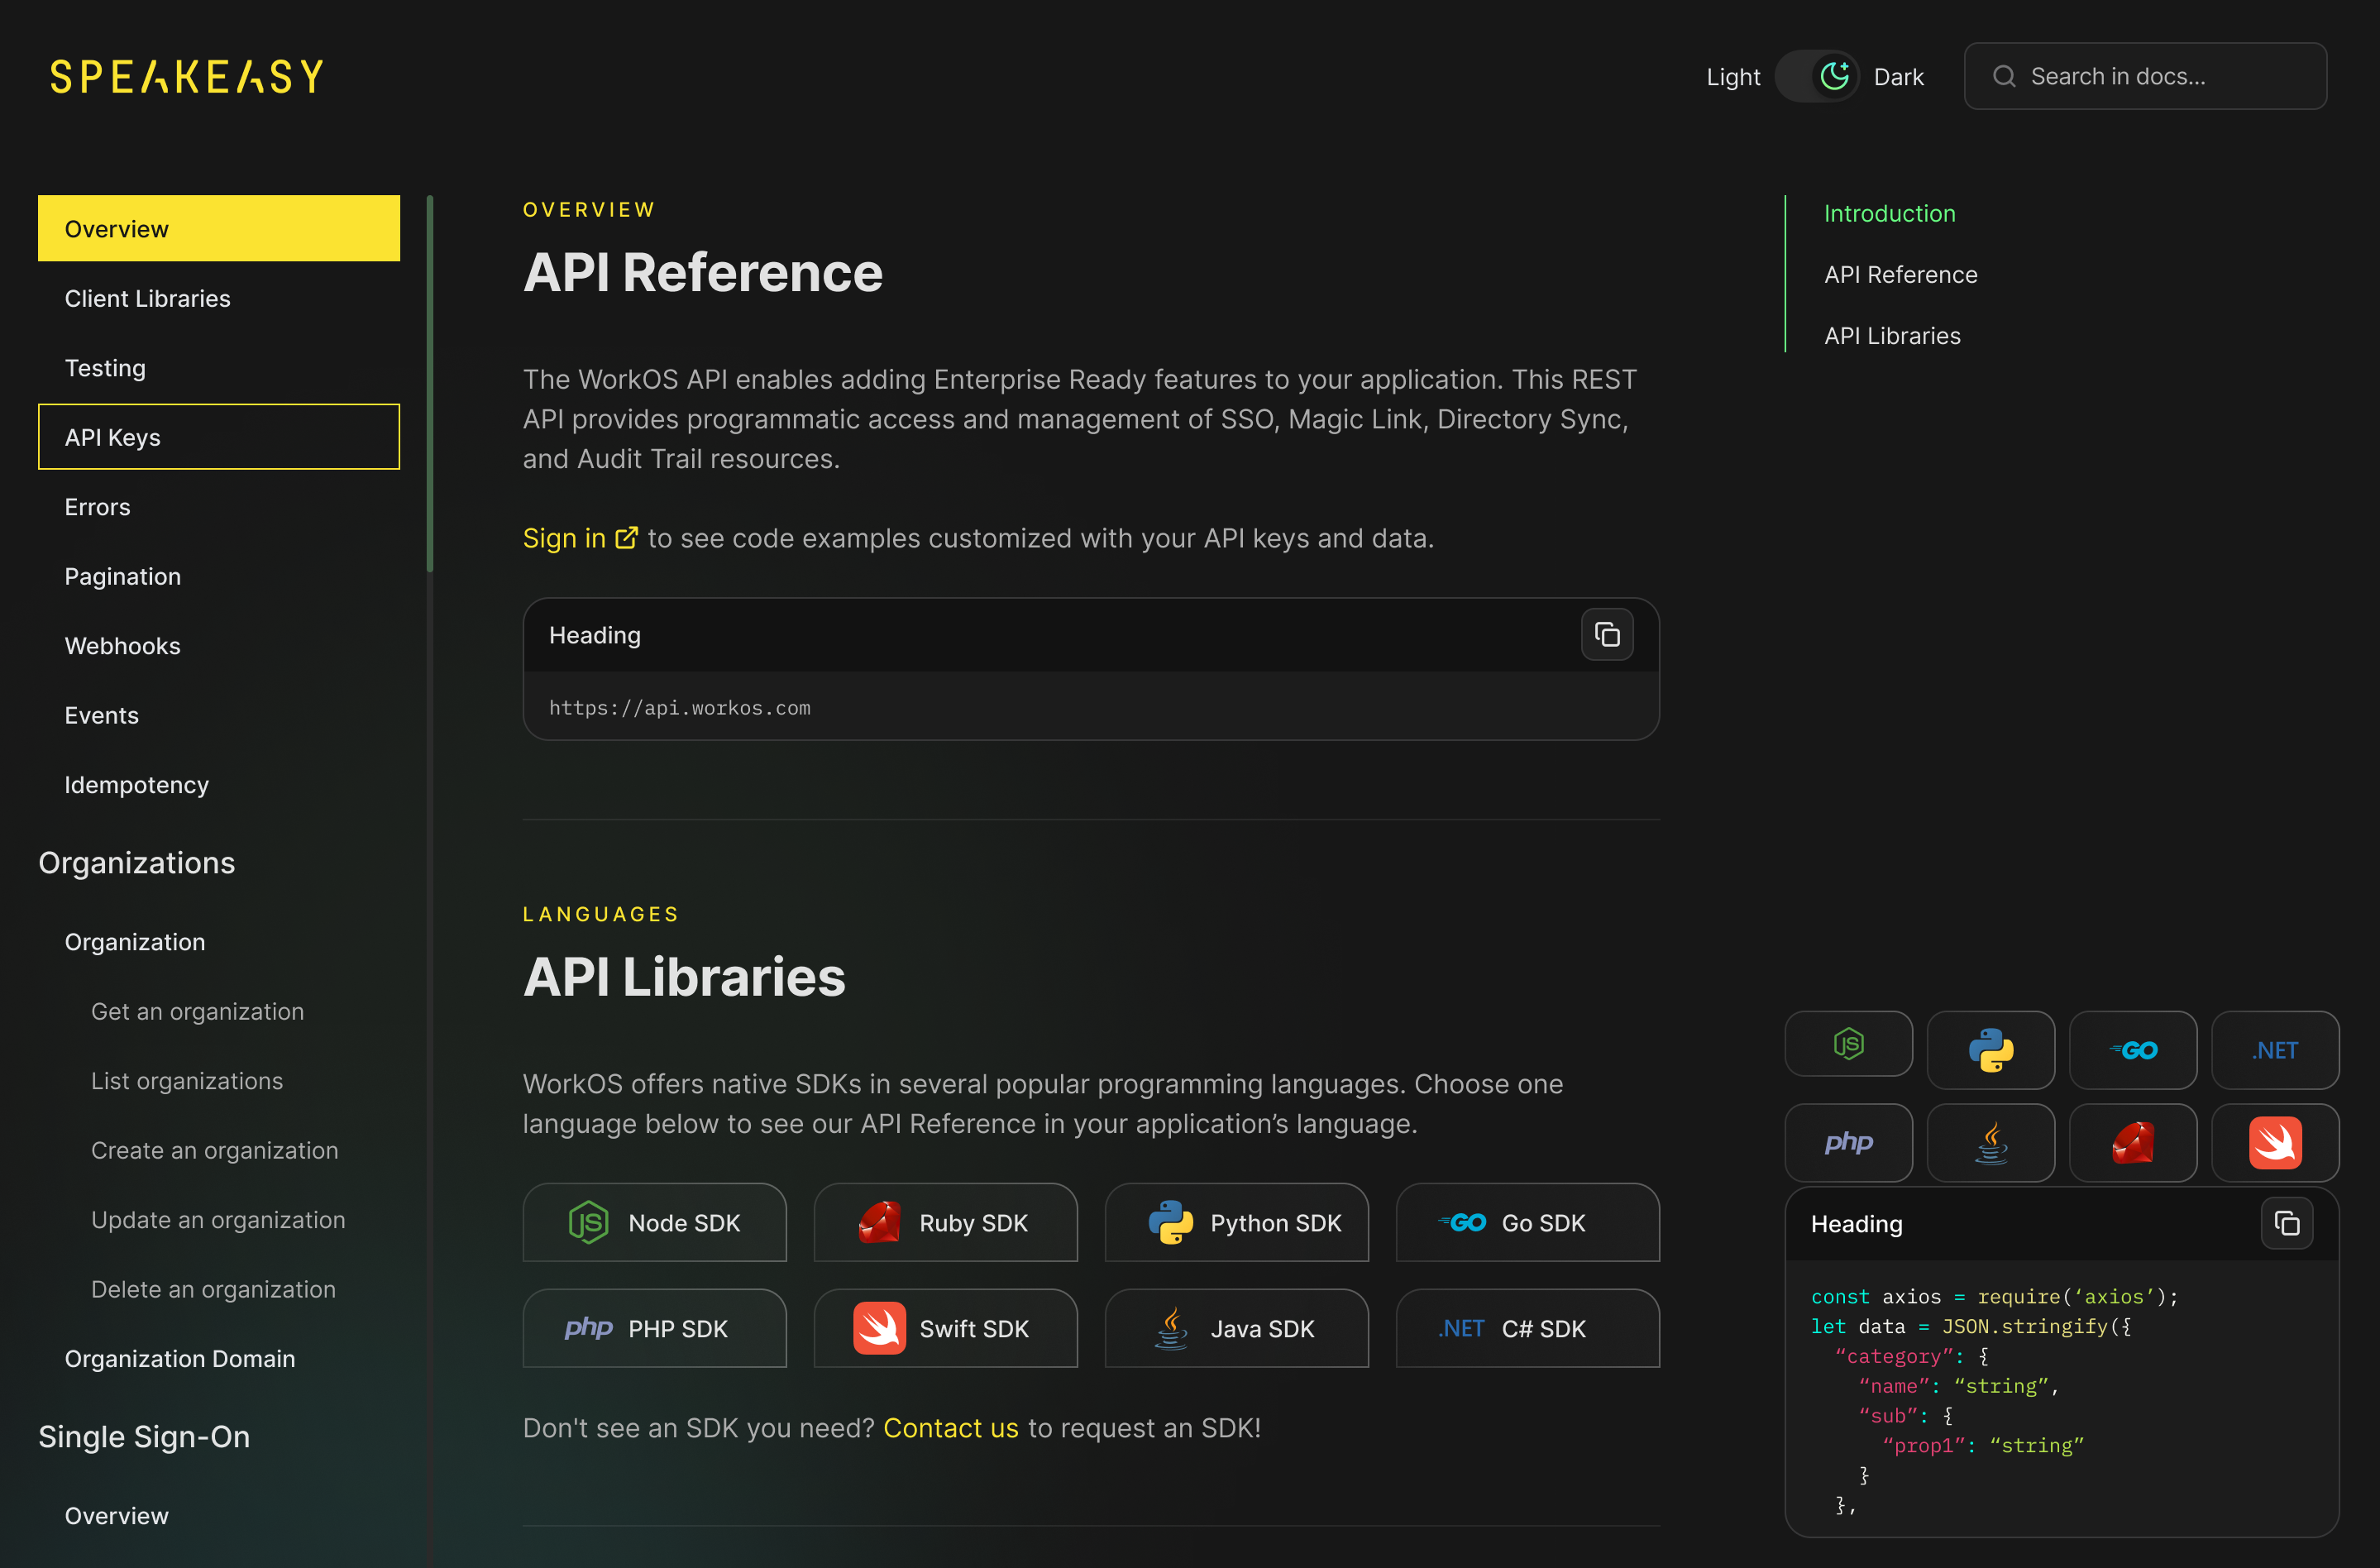 SPEAKEASY
Light
Dark
Search in docs...
Overview
Client Libraries
Testing
API Keys
Errors
Pagination
Webhooks
Events
Idempotency
Organizations
Organization
Get an organization
List organizations
Create an organization
Update an organization
Delete an organization
Organization Domain
Single Sign-On
Overview
OVERVIEW
API Reference
The WorkOS API enables adding Enterprise Ready features to your application. This REST
API provides programmatic access and management of SSO, Magic Link, Directory Sync,
and Audit Trail resources.
Sign in to see code examples customized with your API keys and data.
Heading
https://api.workos.com
LANGUAGES
API Libraries
WorkOS offers native SDKs in several popular programming languages. Choose one
language below to see our API Reference in your application’s language.
JS Node SDK
Ruby SDK
Python SDK
GO Go SDK
php PHP SDK
Swift SDK
Java SDK
.NET C# SDK
Don't see an SDK you need? Contact us to request an SDK!
Introduction
API Reference
API Libraries
JS
GO
.NET
php
Heading
const axios = require(‘axios’);
let data = JSON.stringify({
“category”: {
“name”: “string”,
“sub”: {
“prop1”: “string”
}
},